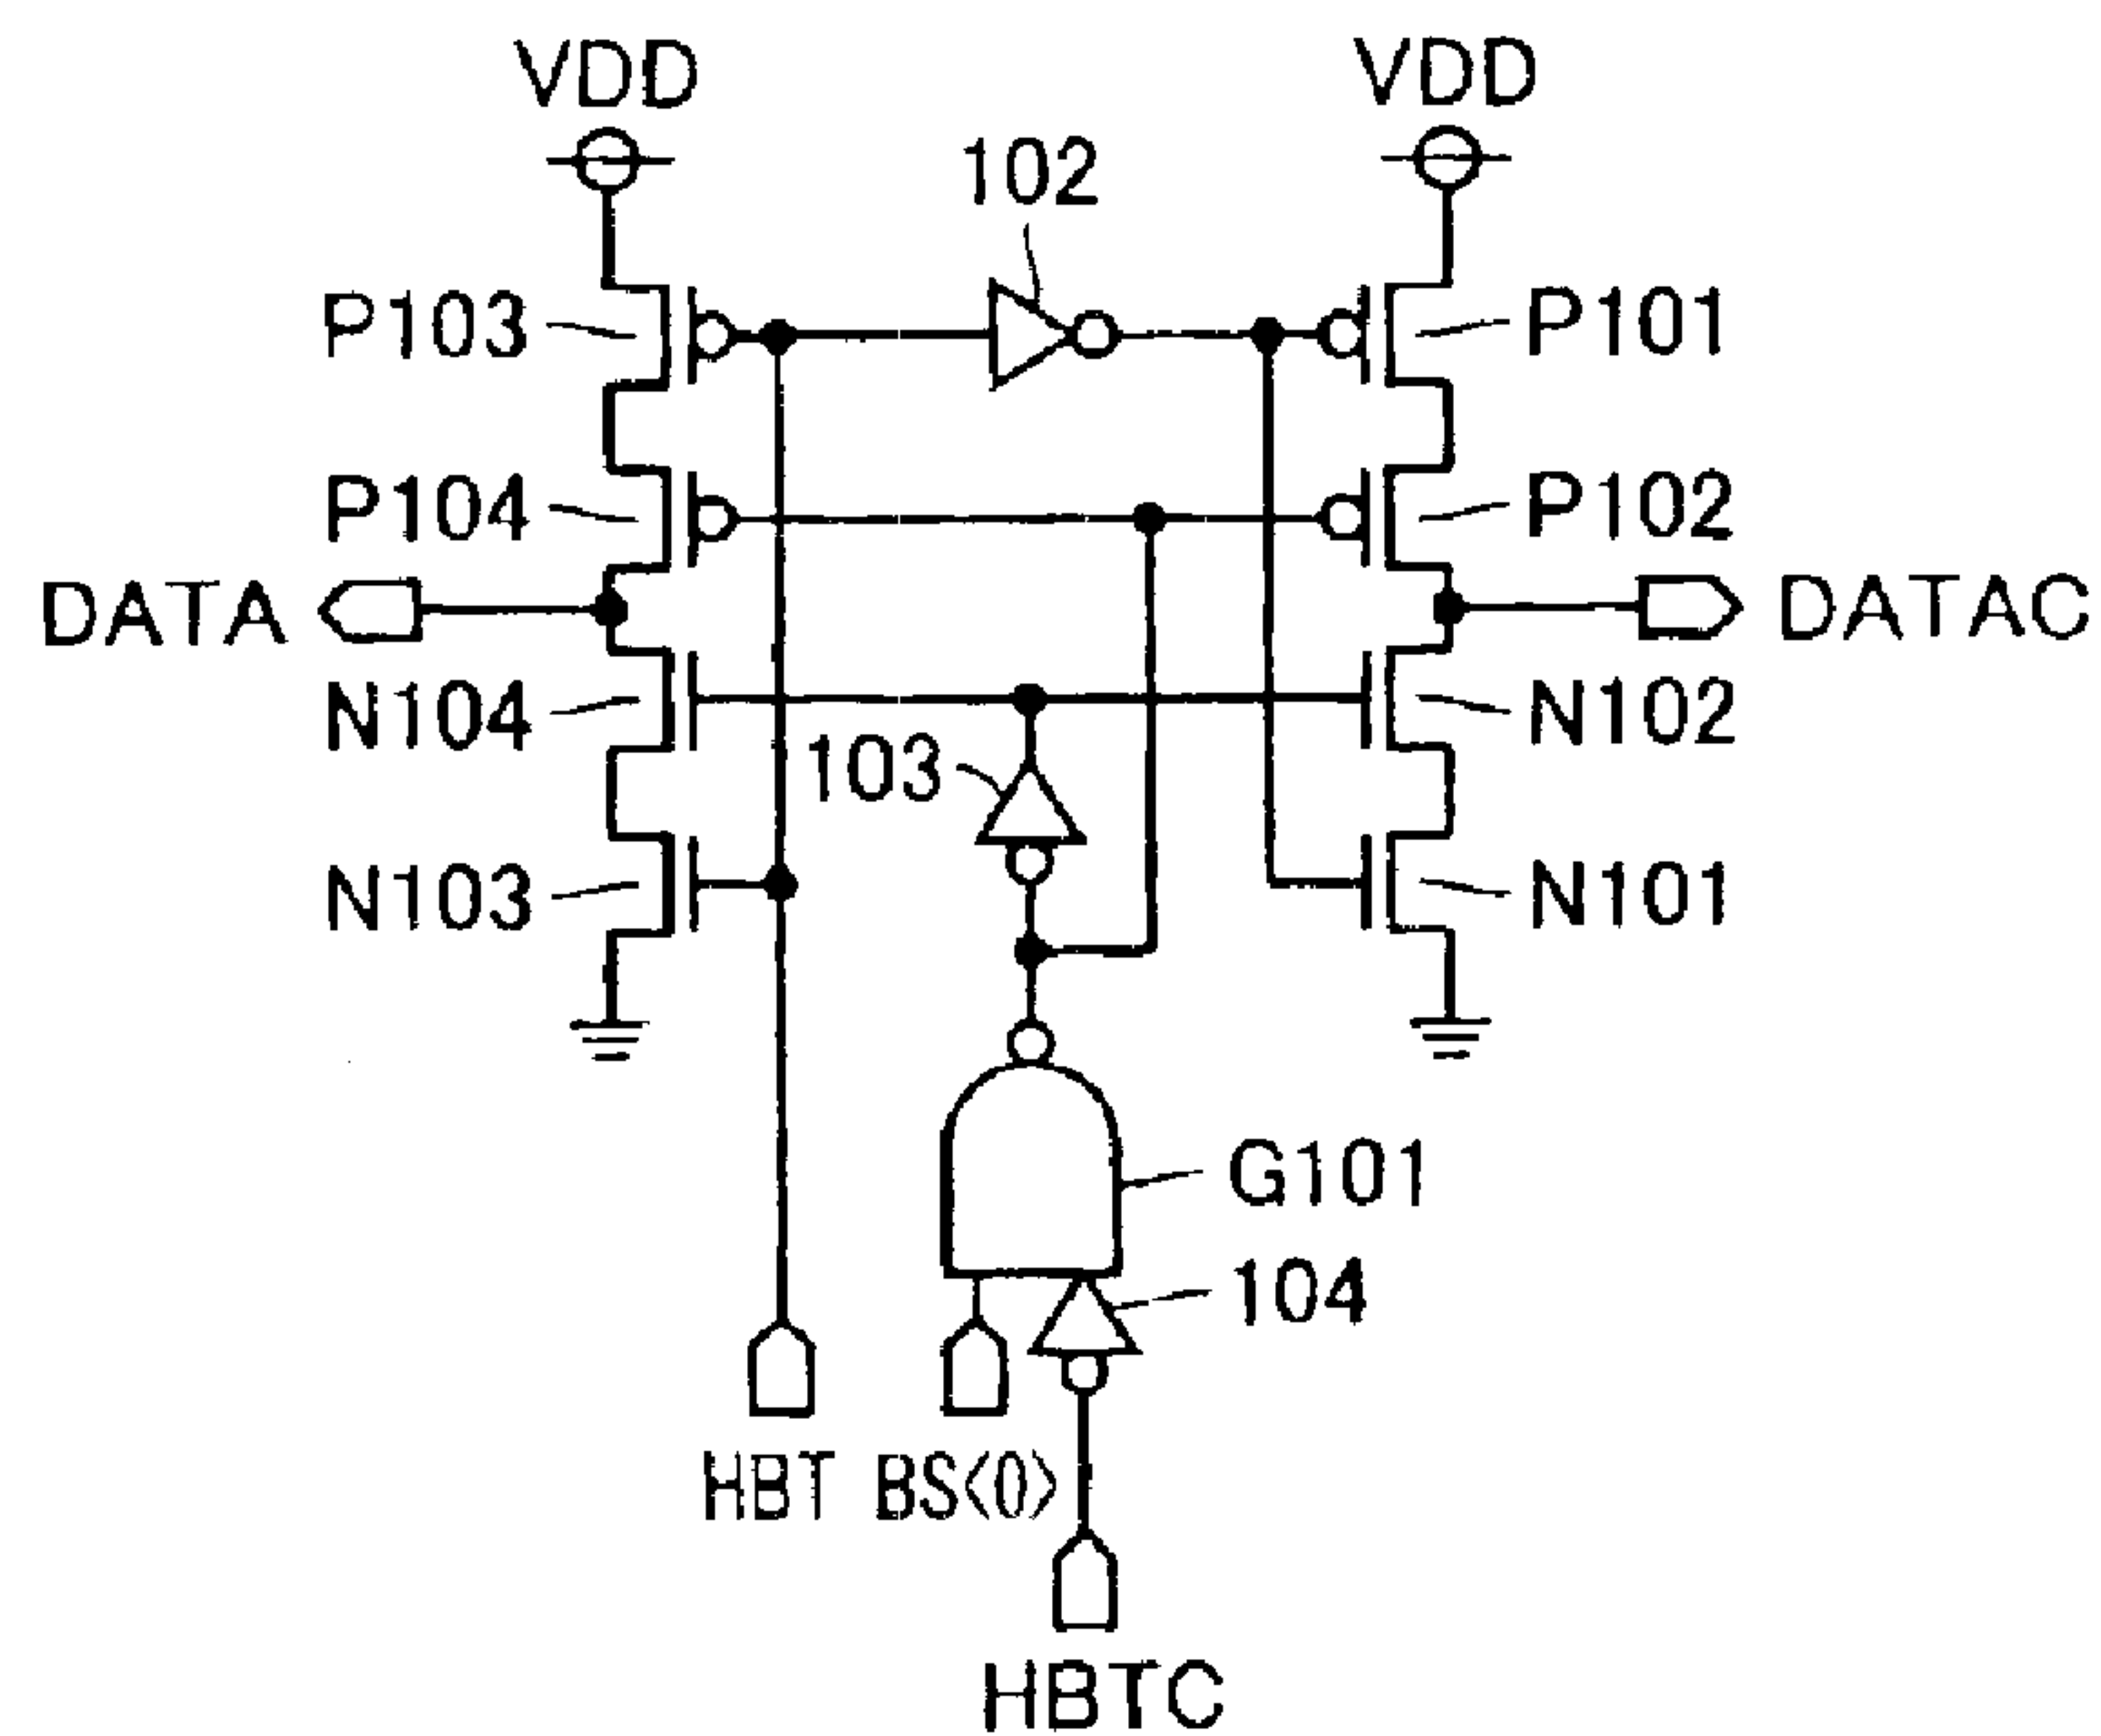 VDD
VDD
102
P103
P101
P104
P102
DATA
DATAC
N104
N102
103
N103
N101
G101
104
HBT
BS<0>
HBTC